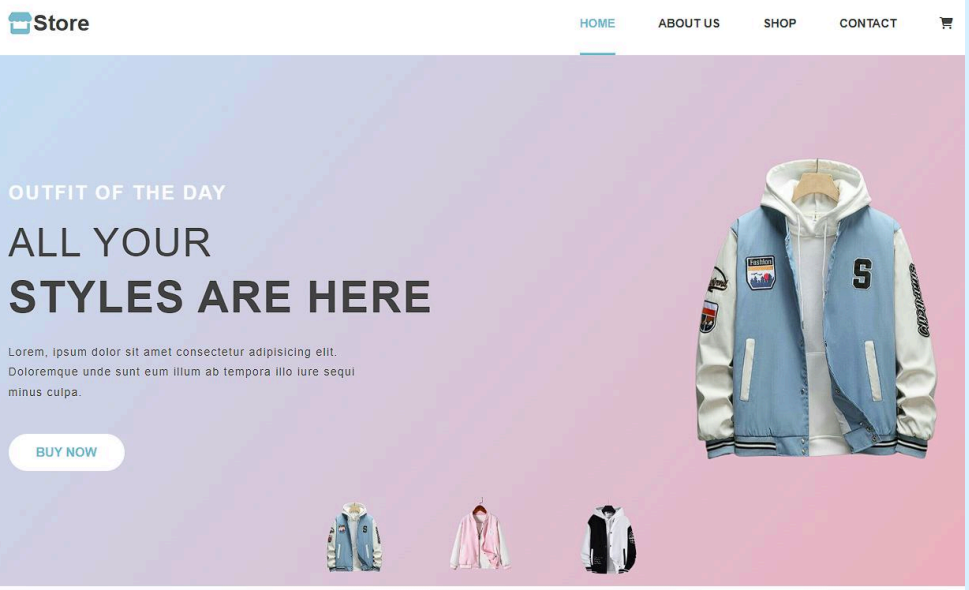 Store
HOME
ABOUT US
SHOP
CONTACT
OUTFIT OF THE DAY
ALL YOUR
STYLES ARE HERE
Lorem, ipsum dolor sit amet consectetur adipisicing elit.
Doloremque unde sunt eum illum ab tempora illo iure sequi
minus culpa.
BUY NOW
Fashion
S